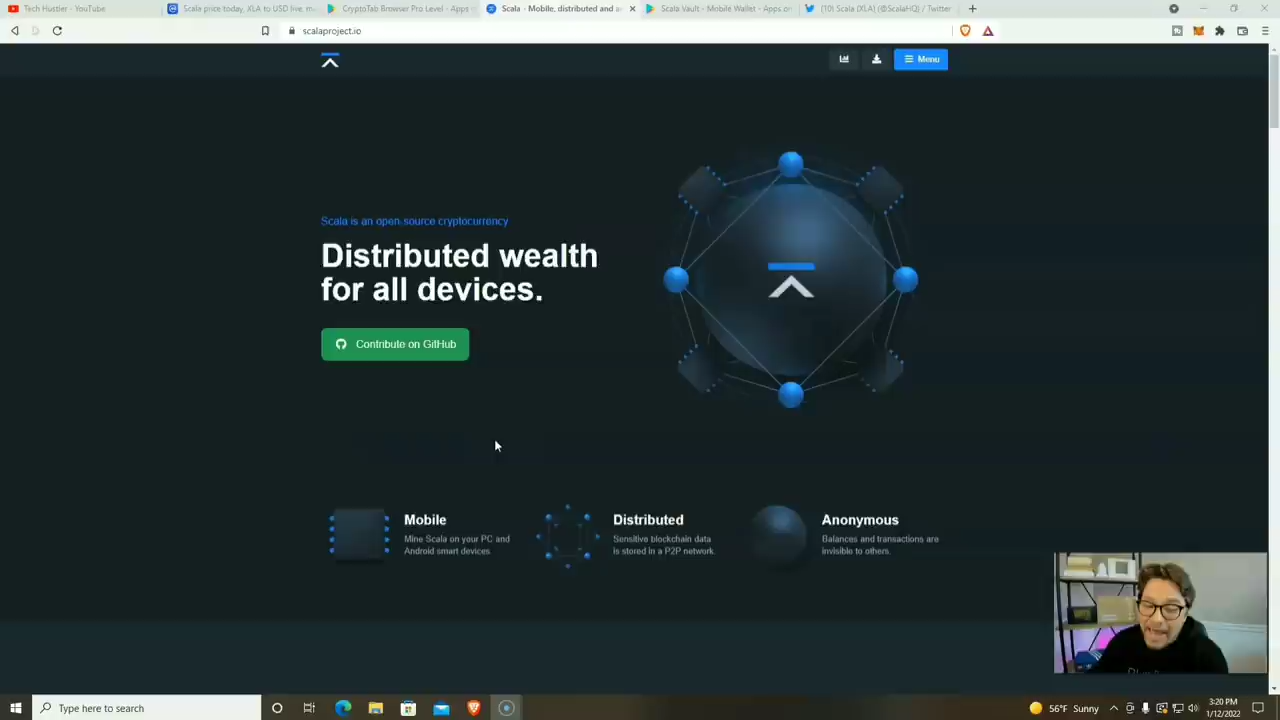 Tech Hustler - YouTube
Scala price today, XLA to USD live, m
CryptoTab Browser Pro Level - Apps
Scala - Mobile, distributed and a
Scala Vault - Mobile Wallet - Apps o
(10) Scala (XLA) (@ScalaHQ) / Twitter
scalaproject.io
Menu
Scala is an open-source cryptocurrency
Distributed wealth
for all devices.
Contribute on GitHub
Mobile
Mine Scala on your PC and
Android smart devices.
Distributed
Sensitive blockchain data
is stored in a P2P network.
Anonymous
Balances and transactions are
invisible to others.
Type here to search
56°F Sunny
3:20 PM
1/12/2022